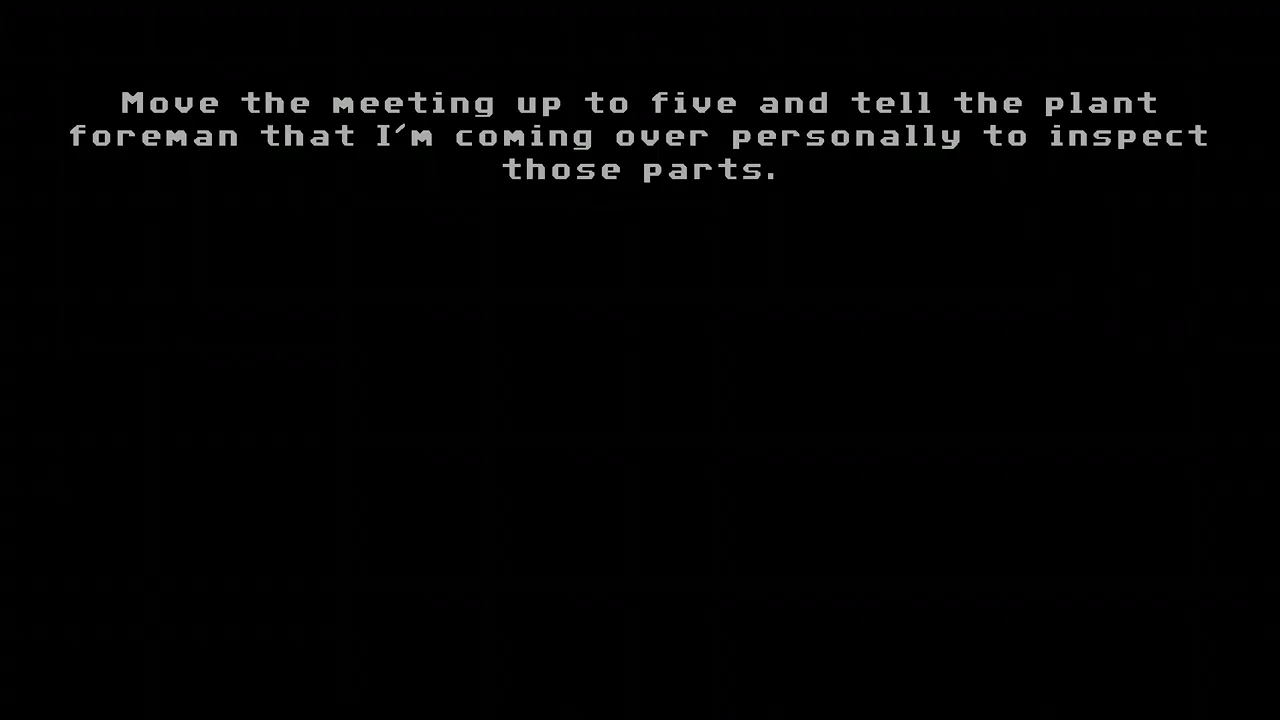 Move the meeting up to five and tell the plant
foreman that I'm coming over personally to inspect
those parts.